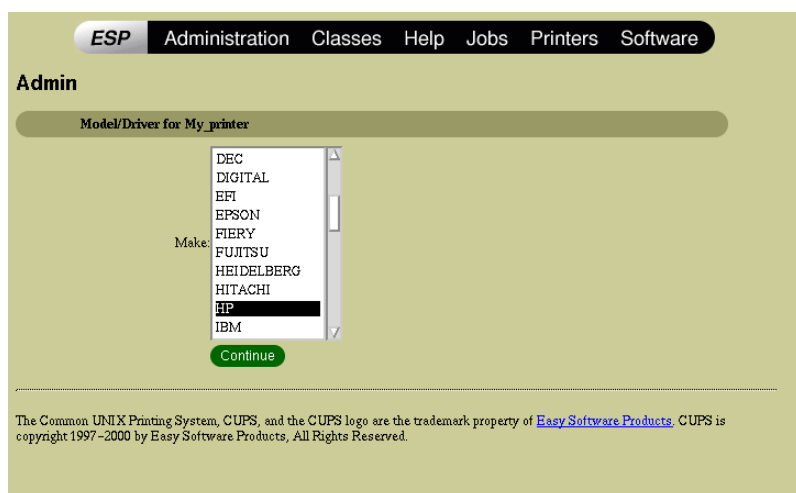 ESP Administration Classes Help Jobs Printers Software
Admin
Model/Driver for My_printer
DEC
DIGITAL
EFI
EPSON
FIERY
Make:
FUJITSU
HEIDELBERG
HITACHI
HP
IBM
Continue
The Common UNIX Printing System, CUPS, and the CUPS logo are the trademark property of Easy Software Products. CUPS is
copyright 1997-2000 by Easy Software Products, All Rights Reserved.